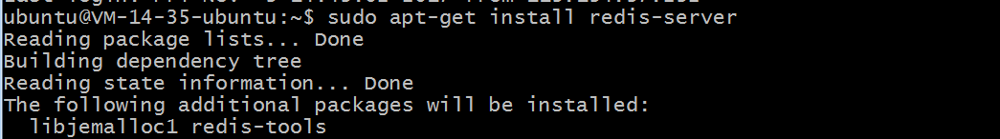 ubuntu@VM-14-35-ubuntu:~$ sudo apt-get install redis-server
Reading package lists... Done
Building dependency tree
Reading state information... Done
The following additional packages will be installed:
  libjemalloc1 redis-tools